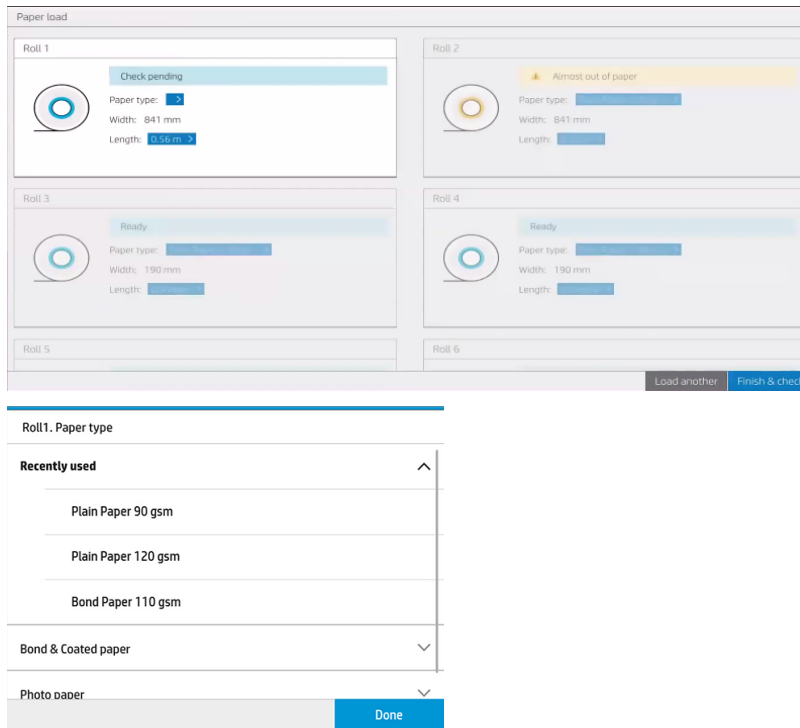 Paper load
Roll 1
Check pending
Paper type:
Width: 841 mm
Length: 0.56 m
Roll 2
Almost out of paper
Paper type:
Width: 841 mm
Length:
Roll 3
Ready
Paper type:
Width: 190 mm
Length:
Roll 4
Ready
Paper type:
Width: 190 mm
Length:
Roll 5
Roll 6
Load another
Finish & check
Roll1. Paper type
Recently used
Plain Paper 90 gsm
Plain Paper 120 gsm
Bond Paper 110 gsm
Bond & Coated paper
Photo paper
Done